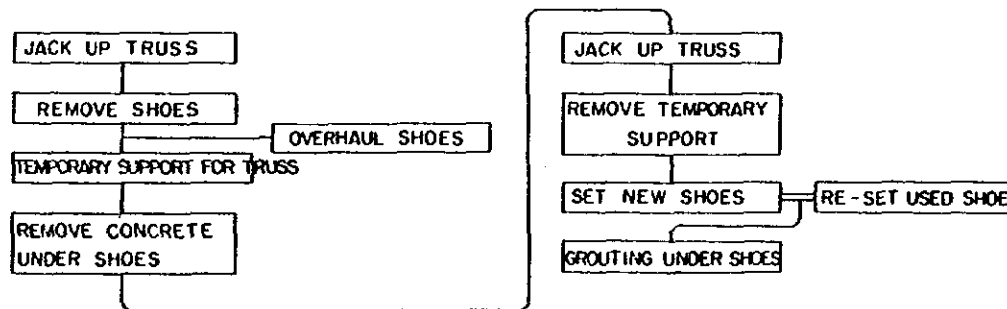 JACK UP TRUSS
REMOVE SHOES
OVERHAUL SHOES
TEMPORARY SUPPORT FOR TRUSS
REMOVE CONCRETE
UNDER SHOES
JACK UP TRUSS
REMOVE TEMPORARY
SUPPORT
SET NEW SHOES
RE-SET USED SHOE
GROUTING UNDER SHOES